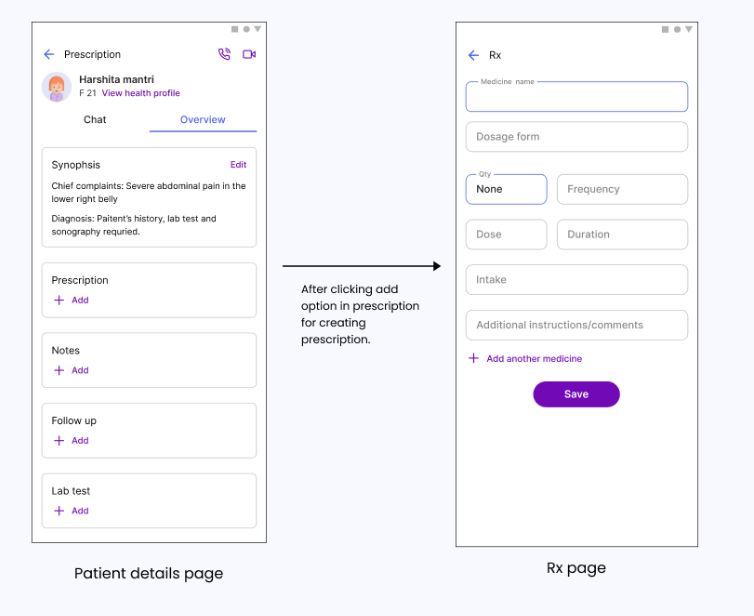 Prescription
Harshita mantri
F 21 View health profile
Chat Overview
Synophsis Edit
Chief complaints: Severe abdominal pain in the
lower right belly
Diagnosis: Paitent's history, lab test and
sonography requried.
Prescription
+ Add
Notes
+ Add
Follow up
+ Add
Lab test
+ Add
Patient details page
After clicking add
option in prescription
for creating
prescription.
Rx
Medicine name
Dosage form
Qty
None Frequency
Dose Duration
Intake
Additional instructions/comments
+ Add another medicine
Save
Rx page